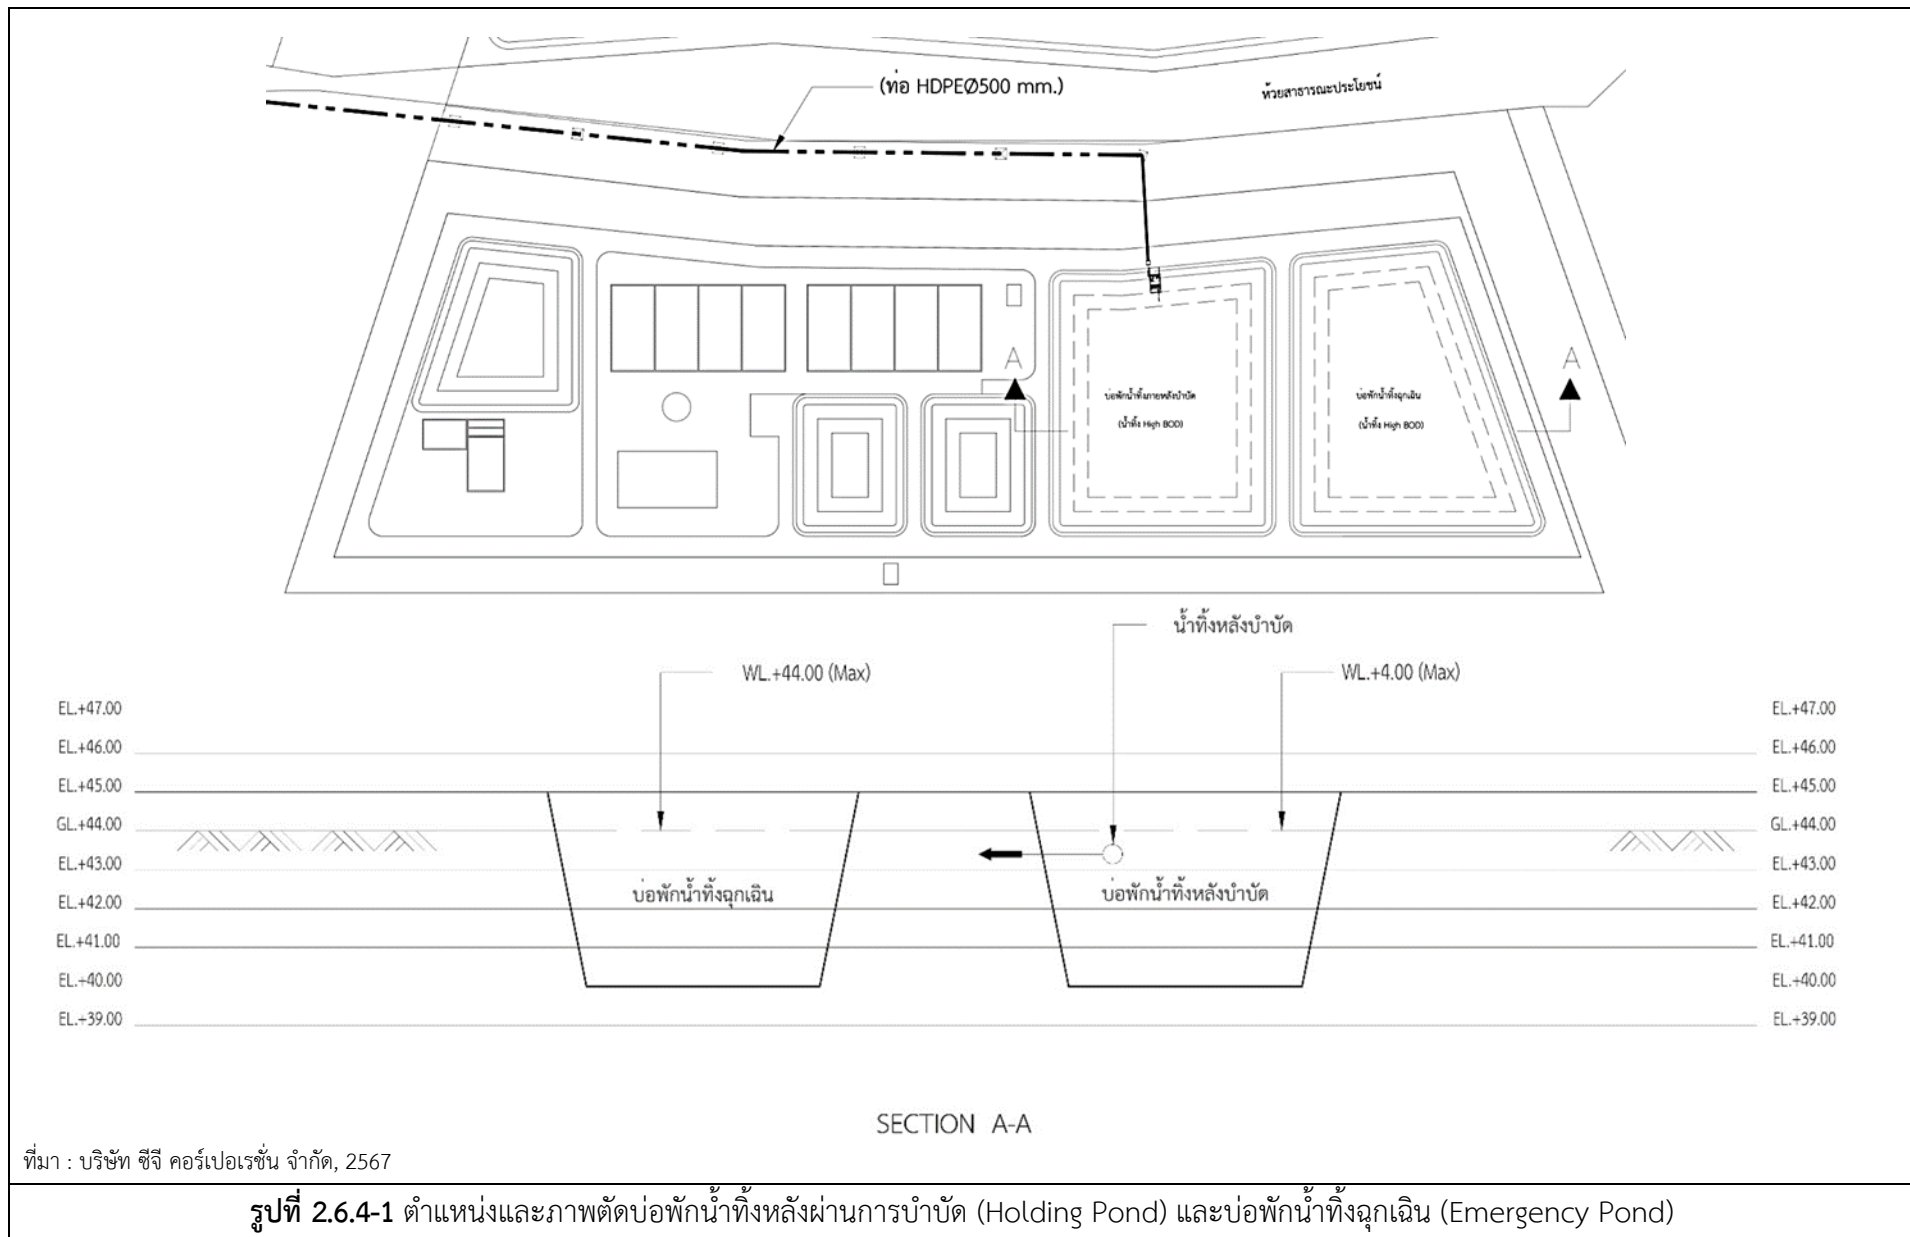 (ท่อ HDPEØ500 mm.)
ห้วยสาธารณะประโยชน์
A
A
บ่อพักน้ำทิ้งภายหลังบำบัด
(น้ำทิ้ง High BOD)
บ่อพักน้ำทิ้งฉุกเฉิน
(น้ำทิ้ง High BOD)
น้ำทิ้งหลังบำบัด
WL.+44.00 (Max)
WL.+4.00 (Max)
EL.+47.00
EL.+47.00
EL.+46.00
EL.+46.00
EL.+45.00
EL.+45.00
GL.+44.00
GL.+44.00
EL.+43.00
EL.+43.00
บ่อพักน้ำทิ้งฉุกเฉิน
บ่อพักน้ำทิ้งหลังบำบัด
EL.+42.00
EL.+42.00
EL.+41.00
EL.+41.00
EL.+40.00
EL.+40.00
EL.+39.00
EL.+39.00
SECTION A-A
ที่มา : บริษัท ซีจี คอร์เปอเรชั่น จำกัด, 2567
รูปที่ 2.6.4-1 ตำแหน่งและภาพตัดบ่อพักน้ำทิ้งหลังผ่านการบำบัด (Holding Pond) และบ่อพักน้ำทิ้งฉุกเฉิน (Emergency Pond)